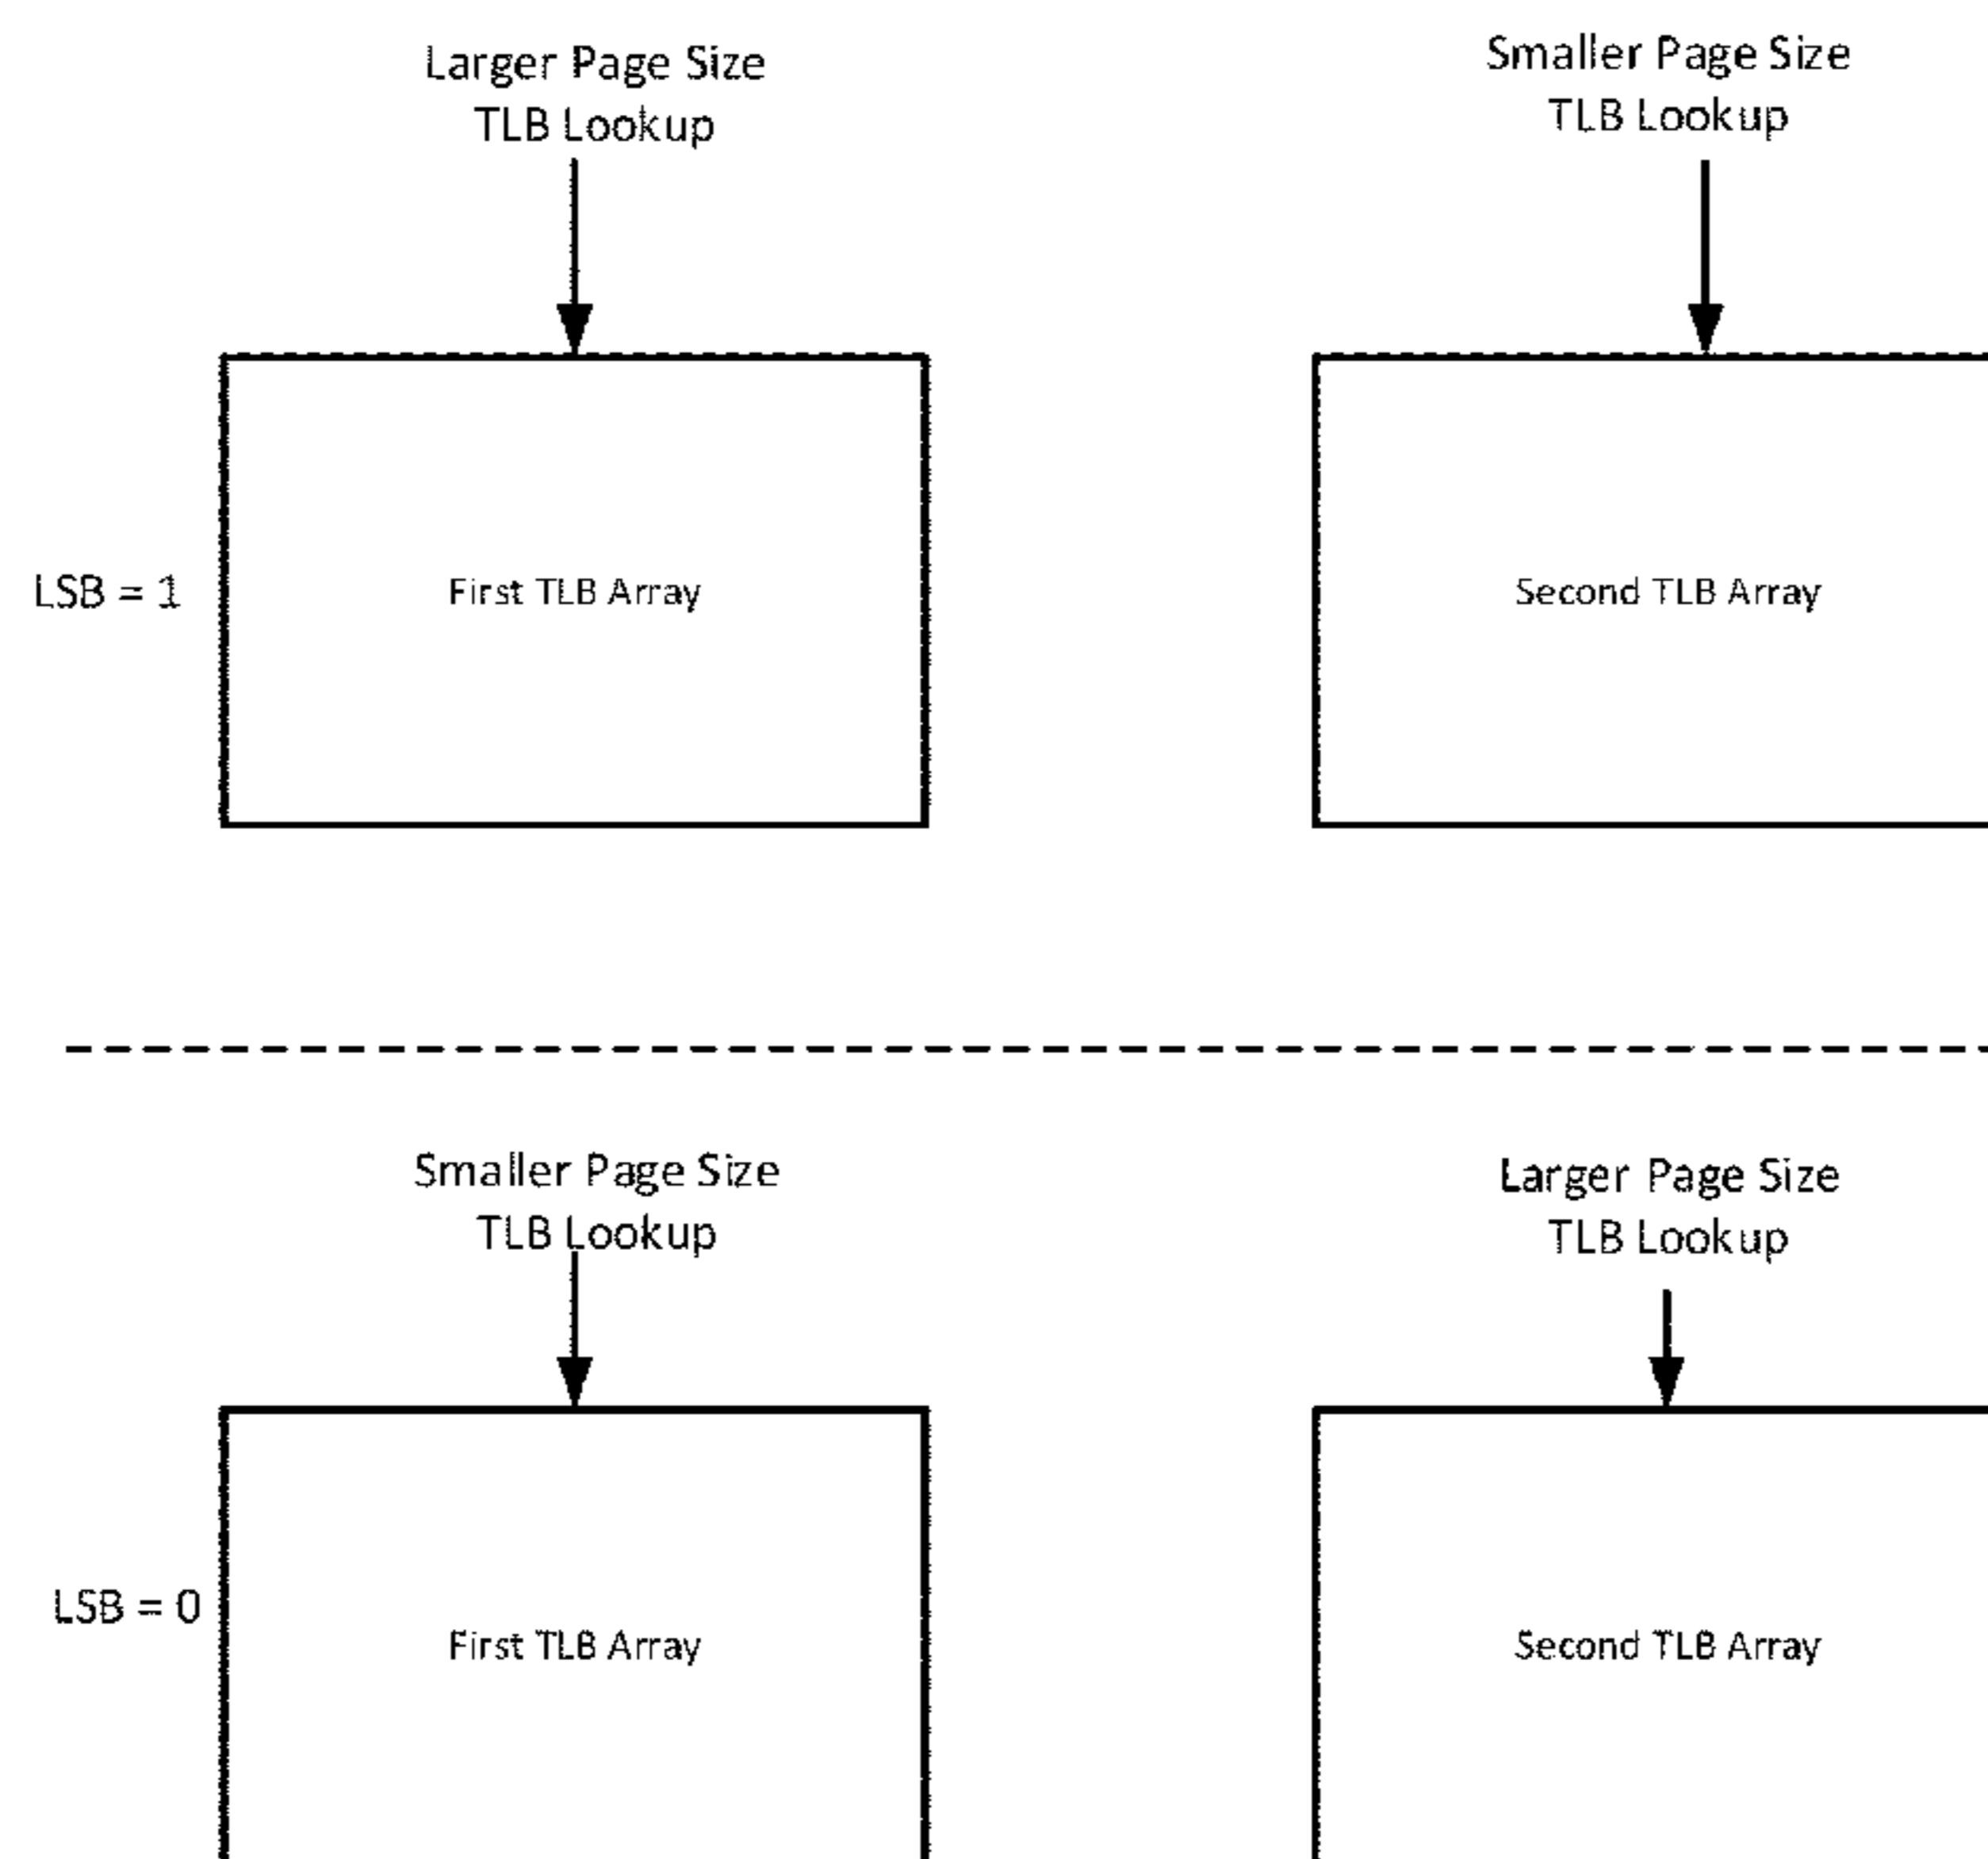 Larger Page Size
TLB Lookup
Smaller Page Size
TLB Lookup
LSB = 1
First TLB Array
Second TLB Array
Smaller Page Size
TLB Lookup
Larger Page Size
TLB Lookup
LSB = 0
First TLB Array
Second TLB Array